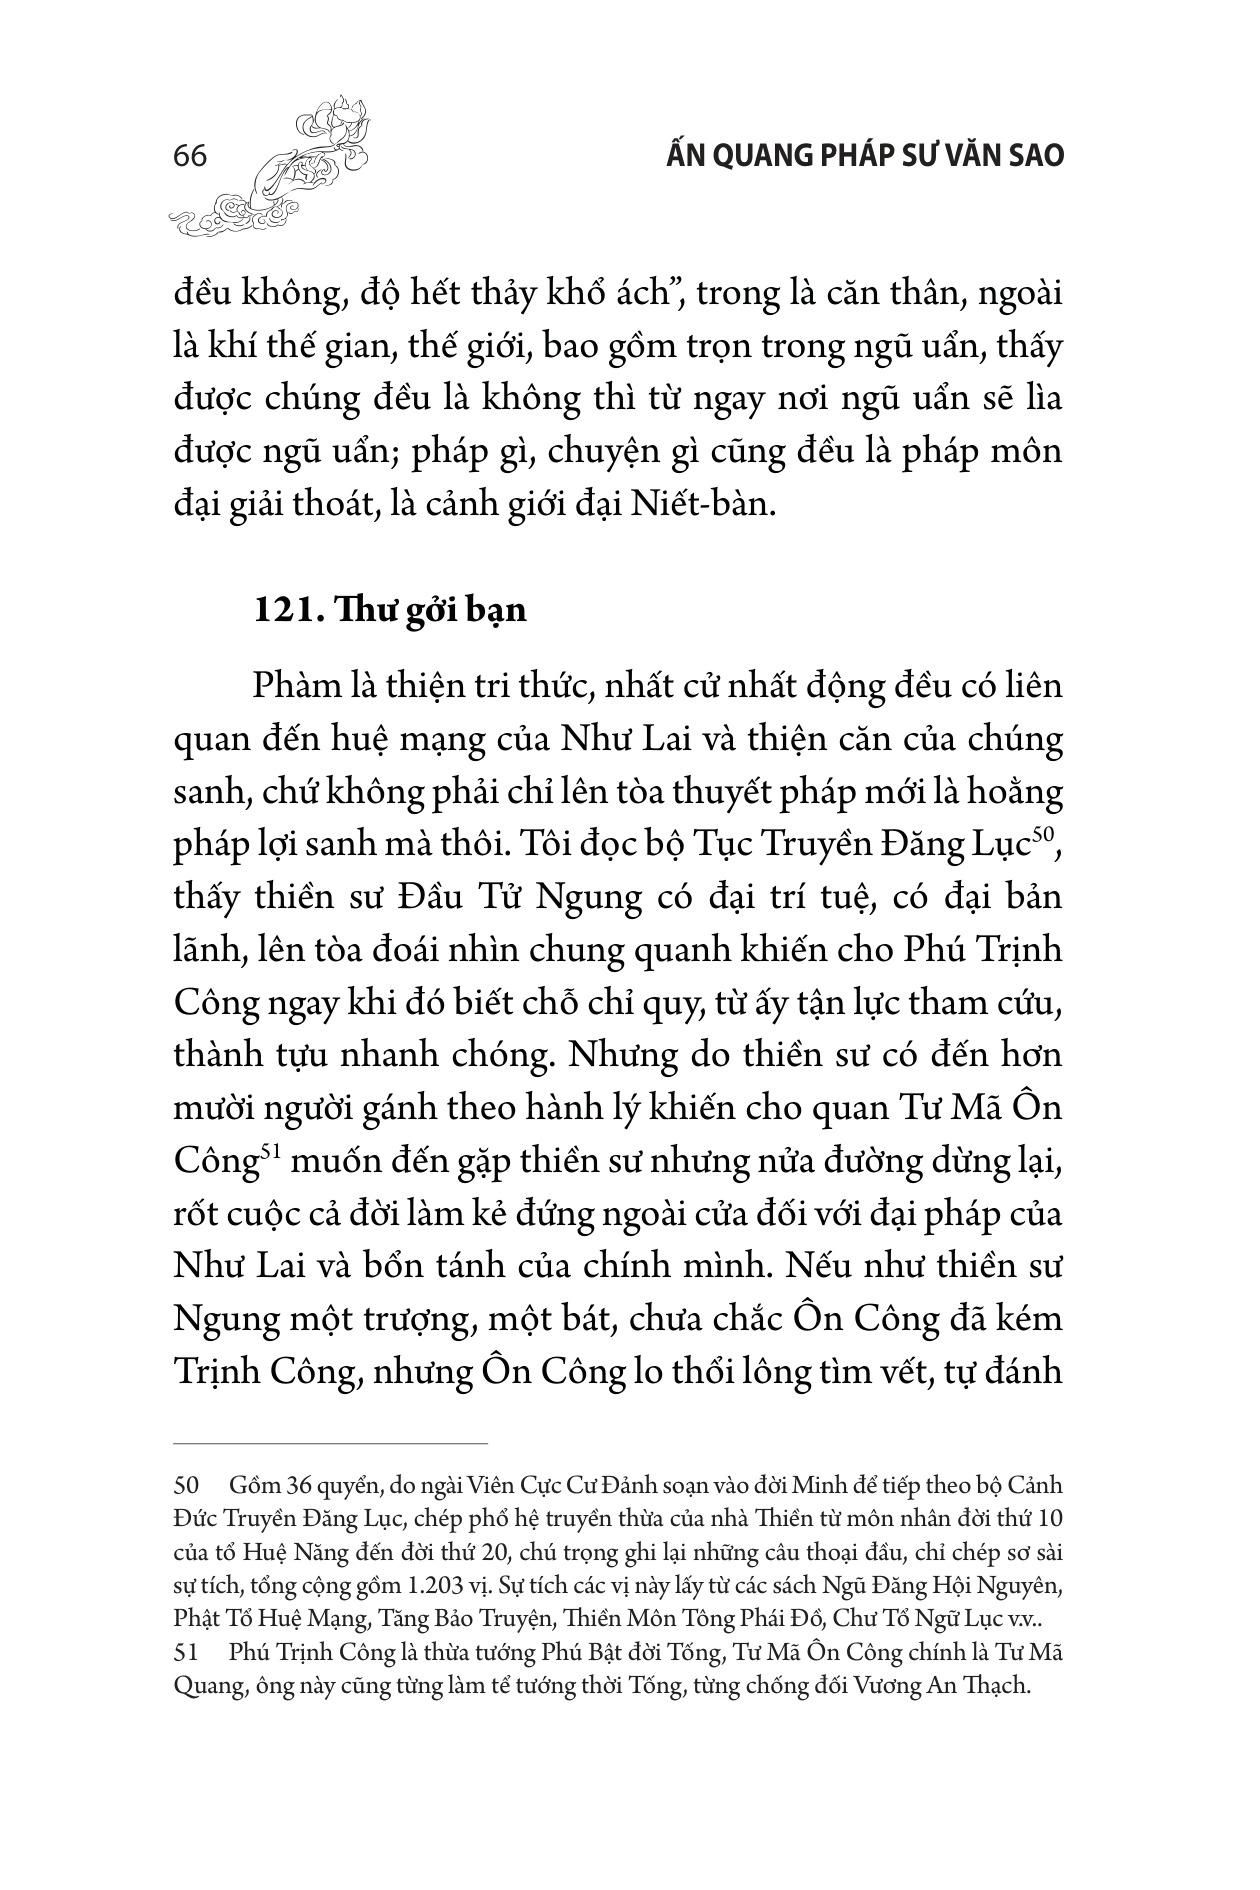 66
ẤN QUANG PHÁP SƯ VĂN SAO
đều không, độ hết thảy khổ ách”, trong là căn thân, ngoài
là khí thế gian, thế giới, bao gồm trọn trong ngũ uẩn, thấy
được chúng đều là không thì từ ngay nơi ngũ uẩn sẽ lìa
được ngũ uẩn; pháp gì, chuyện gì cũng đều là pháp môn
đại giải thoát, là cảnh giới đại Niết-bàn.
121. Thư gởi bạn
Phàm là thiện tri thức, nhất cử nhất động đều có liên
quan đến huệ mạng của Như Lai và thiện căn của chúng
sanh, chứ không phải chỉ lên tòa thuyết pháp mới là hoằng
pháp lợi sanh mà thôi. Tôi đọc bộ Tục Truyền Đăng Lục50,
thấy thiền sư Đầu Tử Ngung có đại trí tuệ, có đại bản
lãnh, lên tòa đoái nhìn chung quanh khiến cho Phú Trịnh
Công ngay khi đó biết chỗ chỉ quy, từ ấy tận lực tham cứu,
thành tựu nhanh chóng. Nhưng do thiền sư có đến hơn
mười người gánh theo hành lý khiến cho quan Tư Mã Ôn
Công51 muốn đến gặp thiền sư nhưng nửa đường dừng lại,
rốt cuộc cả đời làm kẻ đứng ngoài cửa đối với đại pháp của
Như Lai và bổn tánh của chính mình. Nếu như thiền sư
Ngung một trượng, một bát, chưa chắc Ôn Công đã kém
Trịnh Công, nhưng Ôn Công lo thổi lông tìm vết, tự đánh
50 Gồm 36 quyển, do ngài Viên Cực Cư Đảnh soạn vào đời Minh để tiếp theo bộ Cảnh
Đức Truyền Đăng Lục, chép phổ hệ truyền thừa của nhà Thiền từ môn nhân đời thứ 10
của tổ Huệ Năng đến đời thứ 20, chú trọng ghi lại những câu thoại đầu, chỉ chép sơ sài
sự tích, tổng cộng gồm 1.203 vị. Sự tích các vị này lấy từ các sách Ngũ Đăng Hội Nguyên,
Phật Tổ Huệ Mạng, Tăng Bảo Truyện, Thiền Môn Tông Phái Đồ, Chư Tổ Ngữ Lục v.v..
51 Phú Trịnh Công là thừa tướng Phú Bật đời Tống, Tư Mã Ôn Công chính là Tư Mã
Quang, ông này cũng từng làm tể tướng thời Tống, từng chống đối Vương An Thạch.